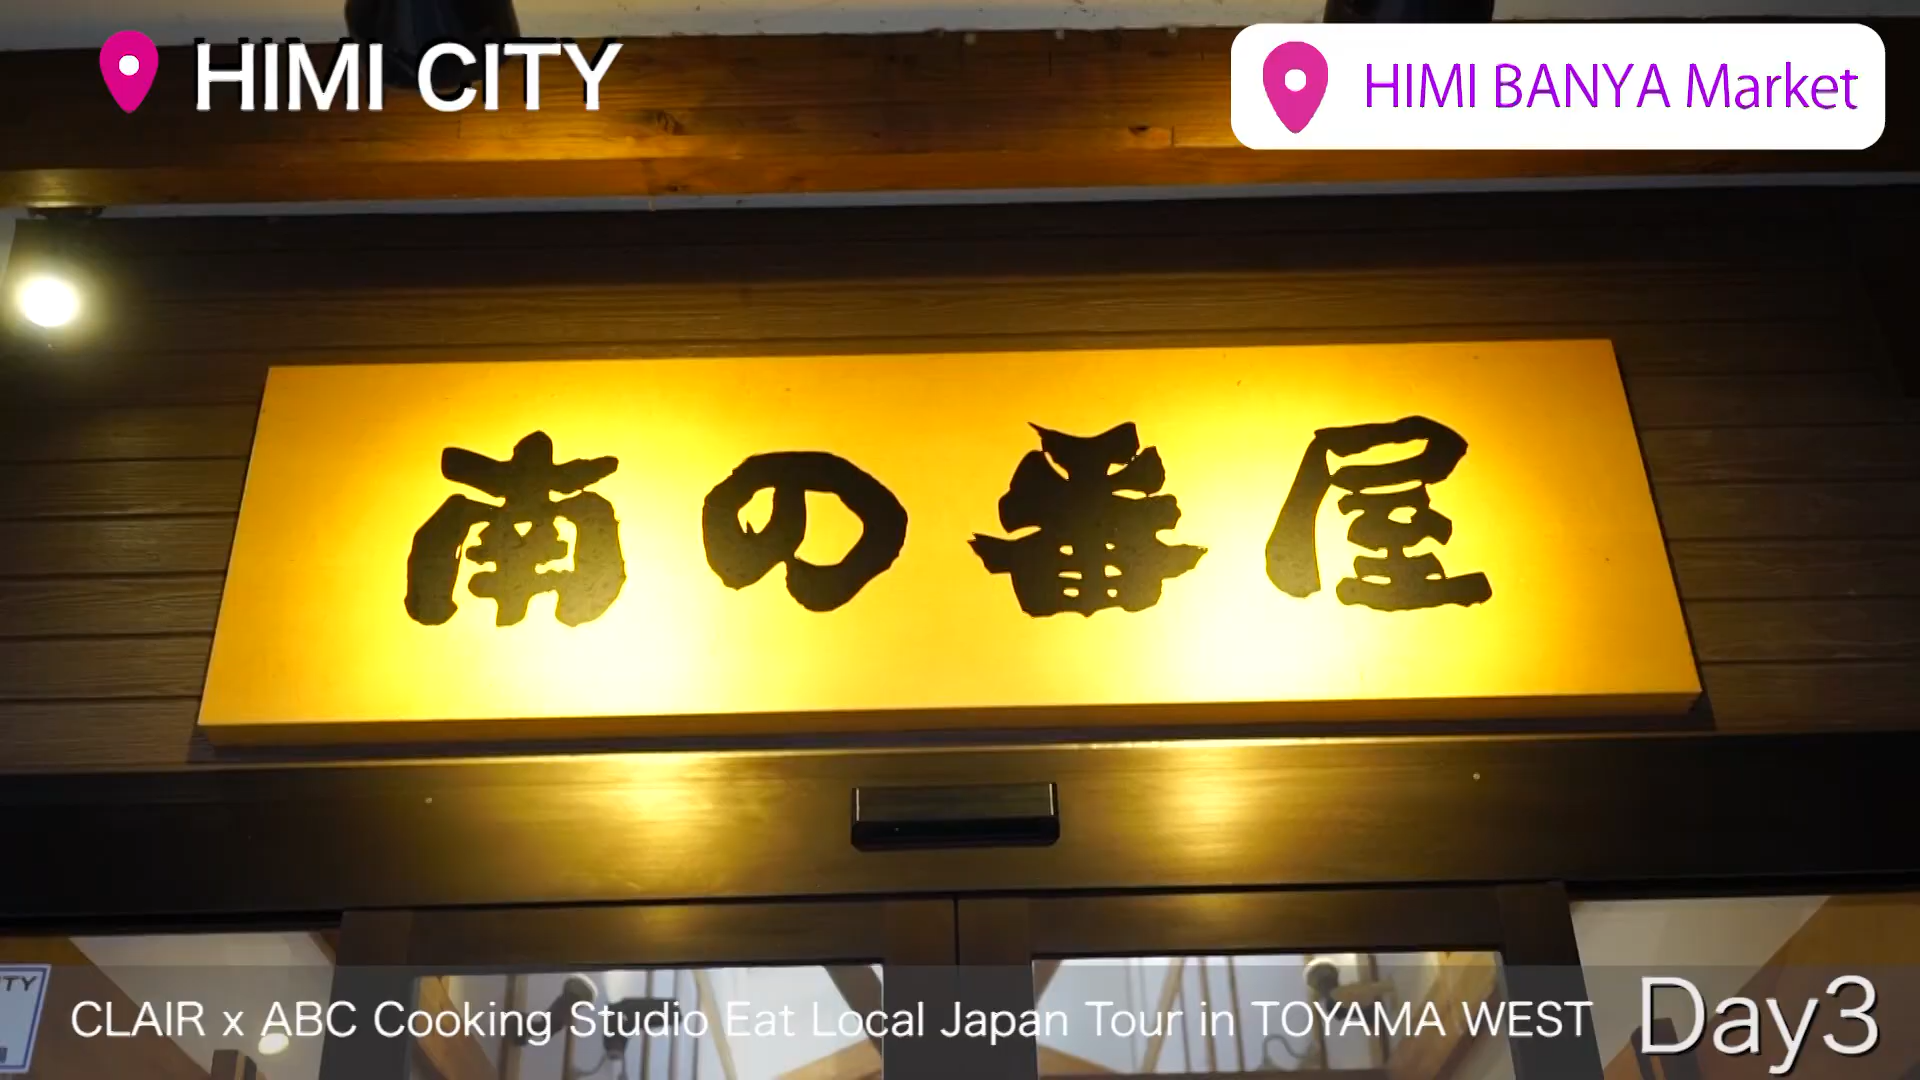 HIMI CITY
HIMI BANYA Market
南の番屋
TY
CLAIR x ABC Cooking Studio Eat Local Japan Tour in TOYAMA WEST
Day3